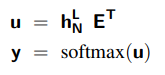 u = h_N^L E^T
y = softmax(u)